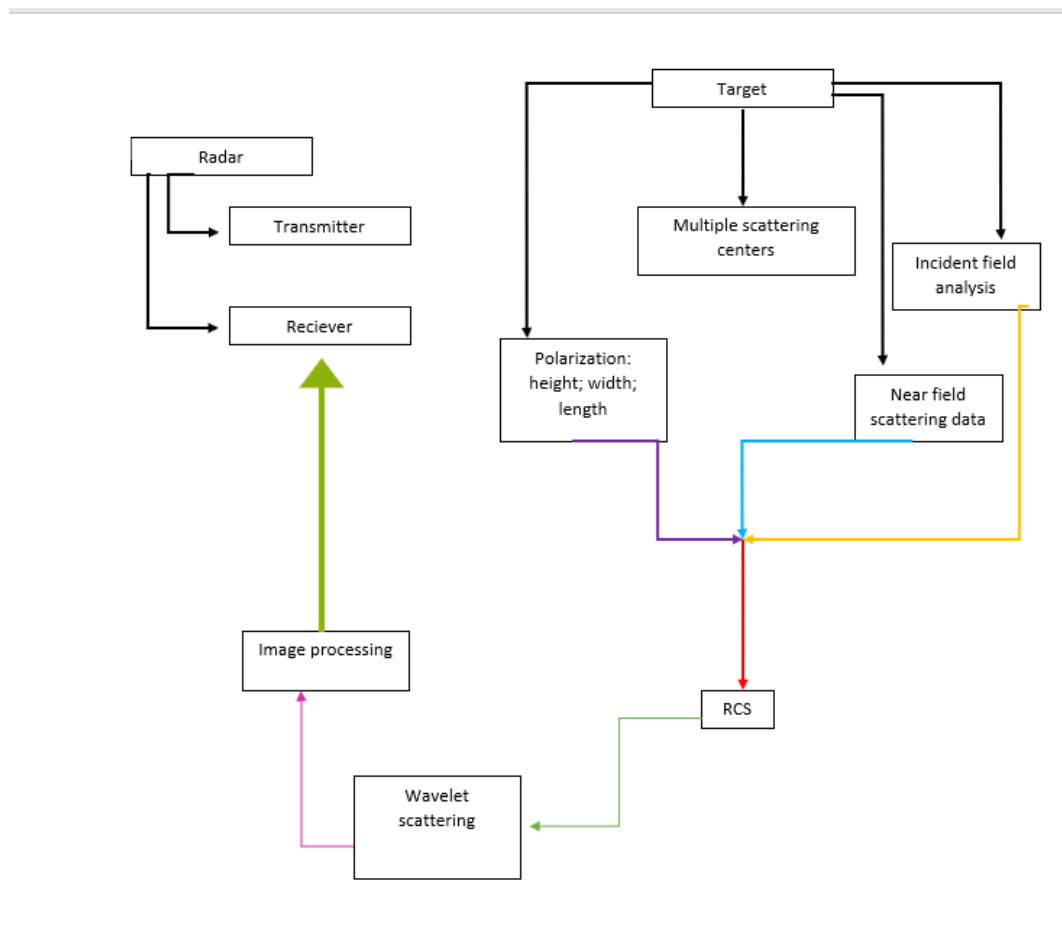 Target
Radar
Transmitter
Multiple scattering
centers
Incident field
analysis
Reciever
Polarization:
height; width;
length
Near field
scattering data
Image processing
RCS
Wavelet
scattering